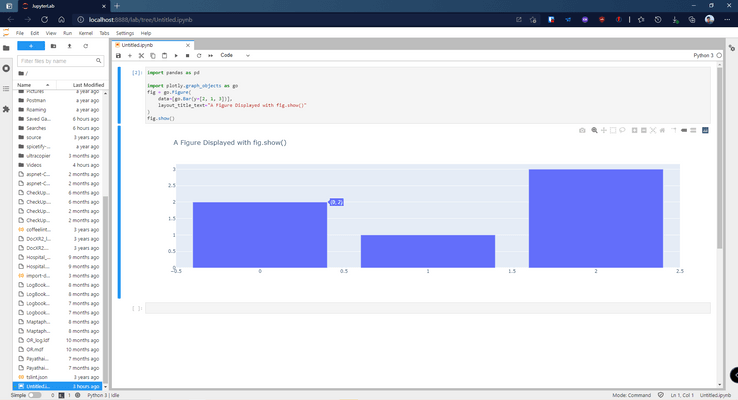 JupyterLab
localhost:8888/lab/tree/Untitled.ipynb
File Edit View Run Kernel Tabs Settings Help
Untitled.ipynb
Code
Python 3
Filter files by name
/
Name
Last Modified
Pictures a year ago
Postman a year ago
Roaming a year ago
Saved Ga... 6 hours ago
Searches 6 hours ago
source 3 years ago
spicetify-... a year ago
ultracopier 3 months ago
Videos 4 hours ago
aspnet-C... 2 months ago
aspnet-C... 2 months ago
CheckUp... 2 months ago
CheckUp... 2 months ago
CheckUp... 2 months ago
CheckUp... 2 months ago
coffeelint... 3 years ago
DocXR2_l... 3 years ago
DocXR2... 3 years ago
Hospital_... 9 months ago
Hospital... 9 months ago
import-d... 3 months ago
LogBook... 8 months ago
LogBook... 8 months ago
Logbook... 7 months ago
Logbook... 7 months ago
Maptaph... 8 months ago
Maptaph... 8 months ago
OR_log.ldf 10 months ago
OR.mdf 10 months ago
Payathai... 7 months ago
Payathai... 7 months ago
tslint.json 3 years ago
Untitled.i... 3 hours ago
[2]: import pandas as pd
import plotly.graph_objects as go
fig = go.Figure(
data=[go.Bar(y=[2, 1, 3])],
layout_title_text="A Figure Displayed with fig.show()"
)
fig.show()
A Figure Displayed with fig.show()
3
2.5
2
1.5
1
0.5
0
(0, 2)
−0.5 0 0.5 1 1.5 2 2.5
[ ]:
Simple 0 1 Python 3 | Idle
Mode: Command Ln 1, Col 1 Untitled.ipynb